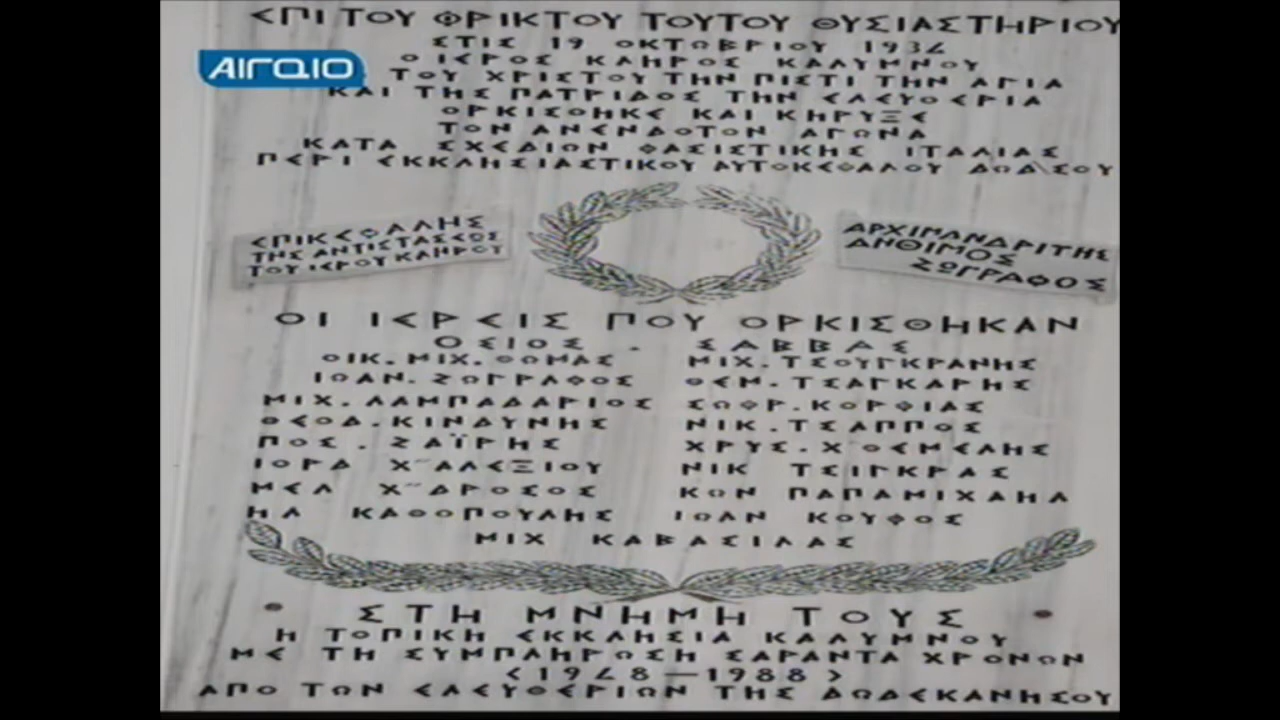 ΕΠΙ ΤΟΥ ΦΡΙΚΤΟΥ ΤΟΥΤΟΥ ΘΥΣΙΑΣΤΗΡΙΟΥ
ΣΤΙΣ 19 ΟΚΤΩΒΡΙΟΥ 1934
ΑΙΓΑΙΟ
Ο ΙΕΡΟΣ ΚΛΗΡΟΣ ΚΑΛΥΜΝΟΥ
ΤΟΥ ΧΡΙΣΤΟΥ ΤΗΝ ΠΙΣΤΙ ΤΗΝ ΑΓΙΑ
ΚΑΙ ΤΗΣ ΠΑΤΡΙΔΟΣ ΤΗΝ ΕΛΕΥΘΕΡΙΑ
ΟΡΚΙΣΘΗΚΕ ΚΑΙ ΚΗΡΥΞΕ
ΤΟΝ ΑΝΕΝΔΟΤΟΝ ΑΓΩΝΑ
ΚΑΤΑ ΣΧΕΔΙΩΝ ΦΑΣΙΣΤΙΚΗΣ ΙΤΑΛΙΑΣ
ΠΕΡΙ ΕΚΚΛΗΣΙΑΣΤΙΚΟΥ ΑΥΤΟΚΕΦΑΛΟΥ ΔΩΔ\ΣΟΥ
ΕΠΙΚΕΦΑΛΗΣ
ΤΗΣ ΑΝΤΙΣΤΑΣΕΩΣ
ΤΟΥ ΙΕΡΟΥ ΚΛΗΡΟΥ
ΑΡΧΙΜΑΝΔΡΙΤΗΣ
ΑΝΘΙΜΟΣ
ΖΩΓΡΑΦΟΣ
ΟΙ ΙΕΡΕΙΣ ΠΟΥ ΟΡΚΙΣΘΗΚΑΝ
ΟΣΙΟΣ . ΣΑΒΒΑΣ
ΟΙΚ. ΜΙΧ. ΘΩΜΑΣ ΜΙΧ. ΤΣΟΥΓΚΡΑΝΗΣ
ΙΩΑΝ. ΖΩΓΡΑΦΟΣ ΘΕΜ. ΤΣΑΓΚΑΡΗΣ
ΜΙΧ. ΛΑΜΠΑΔΑΡΙΟΣ ΣΩΦΡ. ΚΟΡΦΙΑΣ
ΘΕΟΔ. ΚΙΝΔΥΝΗΣ ΝΙΚ. ΤΣΑΠΠΟΣ
ΠΟΣ. ΖΑΪΡΗΣ ΧΡΥΣ. Χ"ΘΕΜΕΛΗΣ
ΙΟΡΔ Χ"ΑΛΕΞΙΟΥ ΝΙΚ ΤΣΙΓΚΡΑΣ
ΜΕΛ Χ"ΔΡΟΣΟΣ ΚΩΝ ΠΑΠΑΜΙΧΑΗΛ
ΗΛ ΚΑΘΟΠΟΥΛΗΣ ΙΩΑΝ ΚΟΥΦΟΣ
ΜΙΧ ΚΑΒΑΣΙΛΑΣ
ΣΤΗ ΜΝΗΜΗ ΤΟΥΣ
Η ΤΟΠΙΚΗ ΕΚΚΛΗΣΙΑ ΚΑΛΥΜΝΟΥ
ΜΕ ΤΗ ΣΥΜΠΛΗΡΩΣΗ ΣΑΡΑΝΤΑ ΧΡΟΝΩΝ
<1948—1988>
ΑΠΟ ΤΩΝ ΕΛΕΥΘΕΡΙΩΝ ΤΗΣ ΔΩΔΕΚΑΝΗΣΟΥ